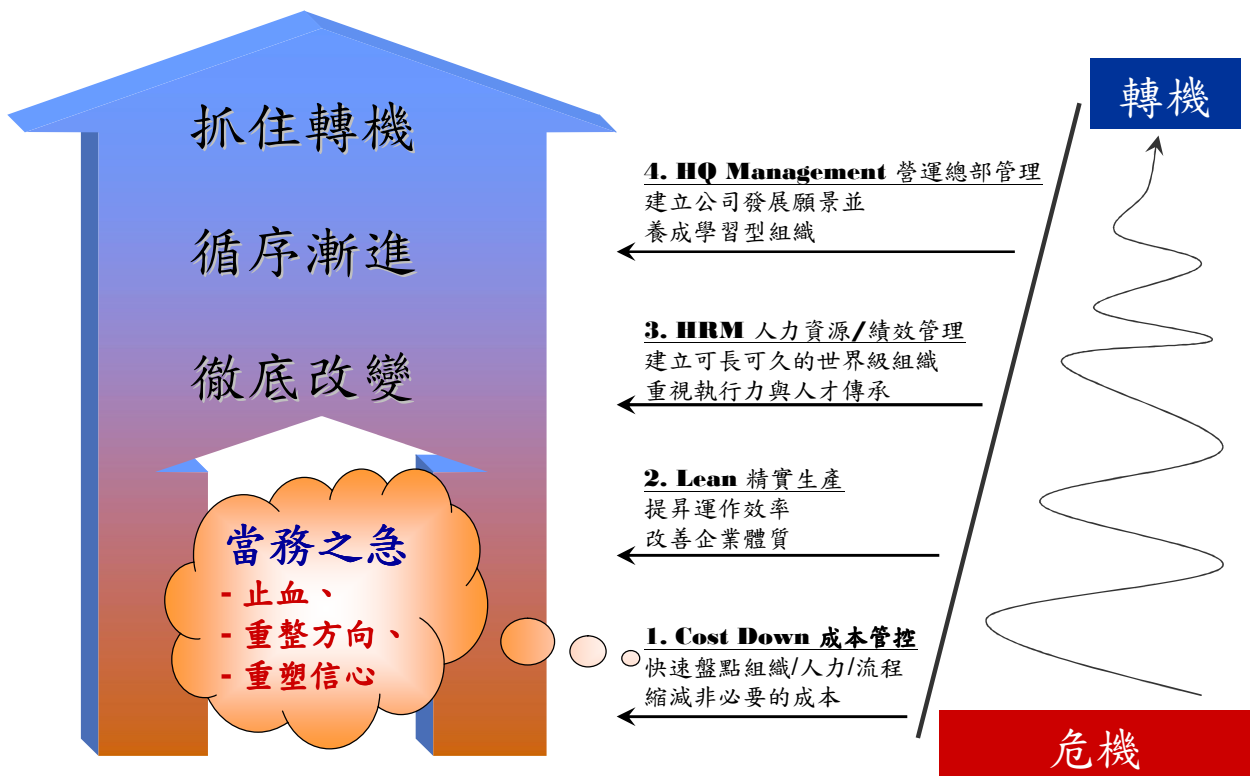 抓住轉機
循序漸進
徹底改變
當務之急
- 止血、
- 重整方向、
- 重塑信心
轉機
4. HQ Management 營運總部管理
建立公司發展願景並
養成學習型組織
3. HRM 人力資源/績效管理
建立可長可久的世界級組織
重視執行力與人才傳承
2. Lean 精實生產
提昇運作效率
改善企業體質
1. Cost Down 成本管控
快速盤點組織/人力/流程
縮減非必要的成本
危機